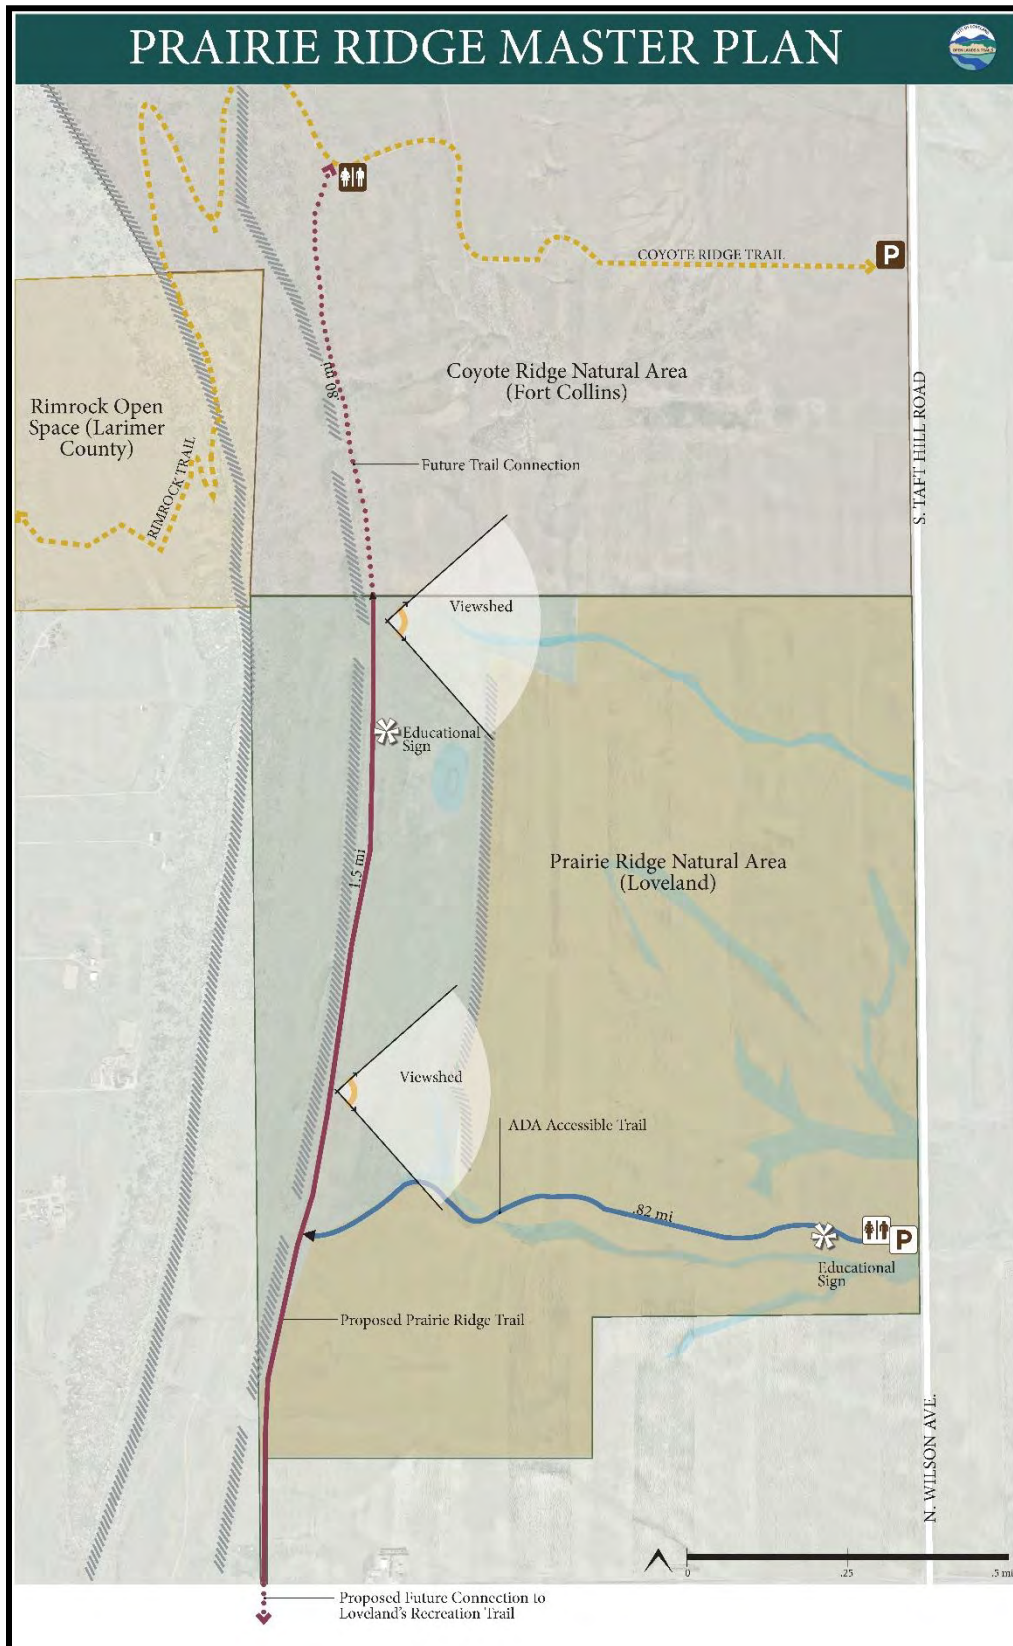 PRAIRIE RIDGE MASTER PLAN
COYOTE RIDGE TRAIL
P
Coyote Ridge Natural Area
(Fort Collins)
.80 mi
Rimrock Open
Space (Larimer
County)
RIMROCK TRAIL
Future Trail Connection
S. TAFT HILL ROAD
Viewshed
Educational
Sign
1.5 mi
Prairie Ridge Natural Area
(Loveland)
Viewshed
ADA Accessible Trail
.82 mi
P
Educational
Sign
Proposed Prairie Ridge Trail
N. WILSON AVE.
0 .25 .5 mi
Proposed Future Connection to
Loveland's Recreation Trail